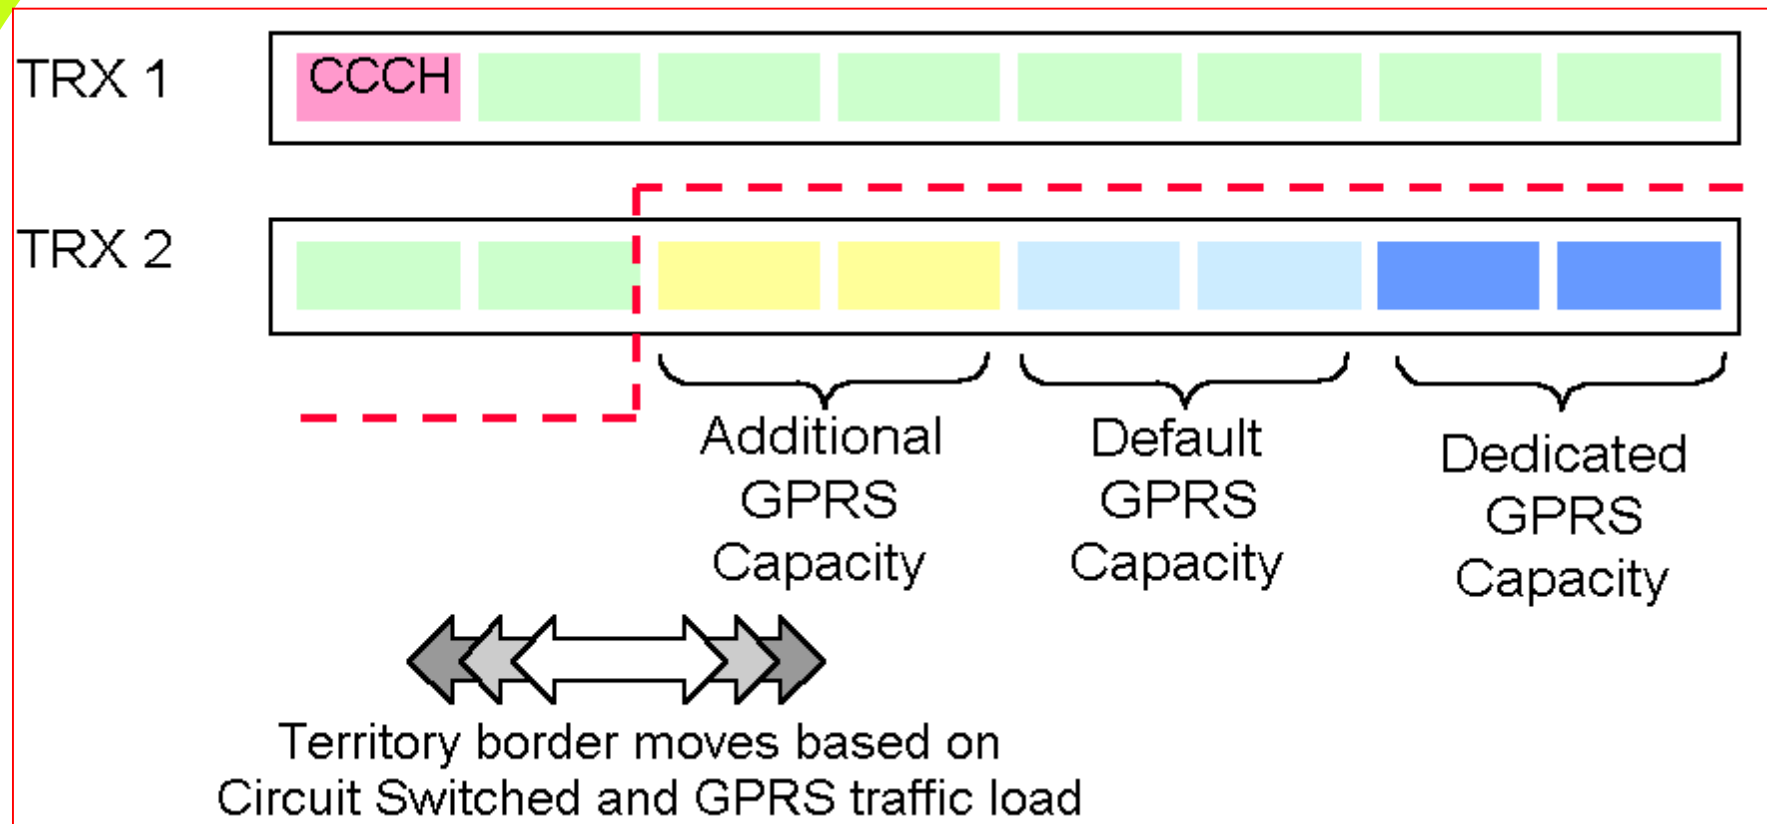 TRX 1
CCCH
TRX 2
Additional
GPRS
Capacity
Default
GPRS
Capacity
Dedicated
GPRS
Capacity
Territory border moves based on
Circuit Switched and GPRS traffic load